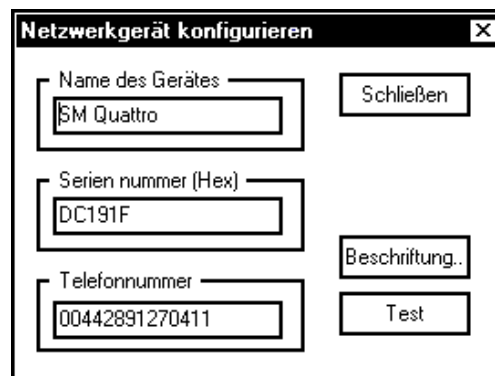 Netzwerkgerät konfigurieren
Name des Gerätes
SM Quattro
Schließen
Serien nummer (Hex)
DC191F
Beschriftung..
Telefonnummer
00442891270411
Test